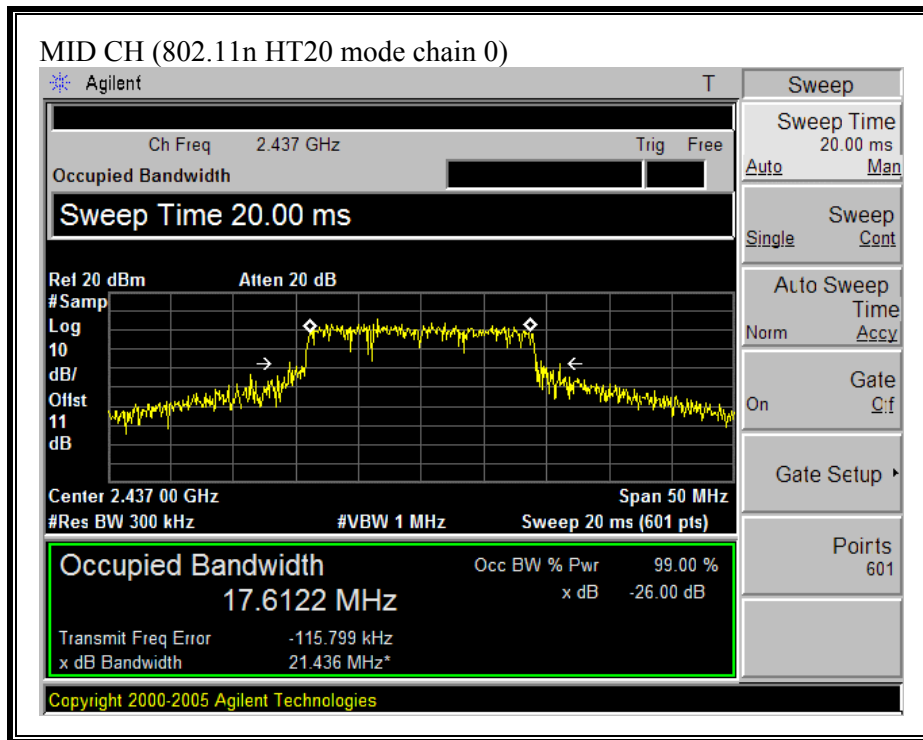 MID CH (802.11n HT20 mode chain 0)
Agilent T
Ch Freq 2.437 GHz Trig Free
Occupied Bandwidth
Sweep Time 20.00 ms
Ref 20 dBm Atten 20 dB
#Samp
Log
10
dB/
Offst
11
dB
Center 2.437 00 GHz Span 50 MHz
#Res BW 300 kHz #VBW 1 MHz Sweep 20 ms (601 pts)
Occupied Bandwidth
17.6122 MHz
Occ BW % Pwr 99.00 %
x dB -26.00 dB
Transmit Freq Error -115.799 kHz
x dB Bandwidth 21.436 MHz*
Copyright 2000-2005 Agilent Technologies
Sweep
Sweep Time
20.00 ms
Auto Man
Sweep
Single Cont
Auto Sweep
Time
Norm Accy
Gate
On Off
Gate Setup
Points
601